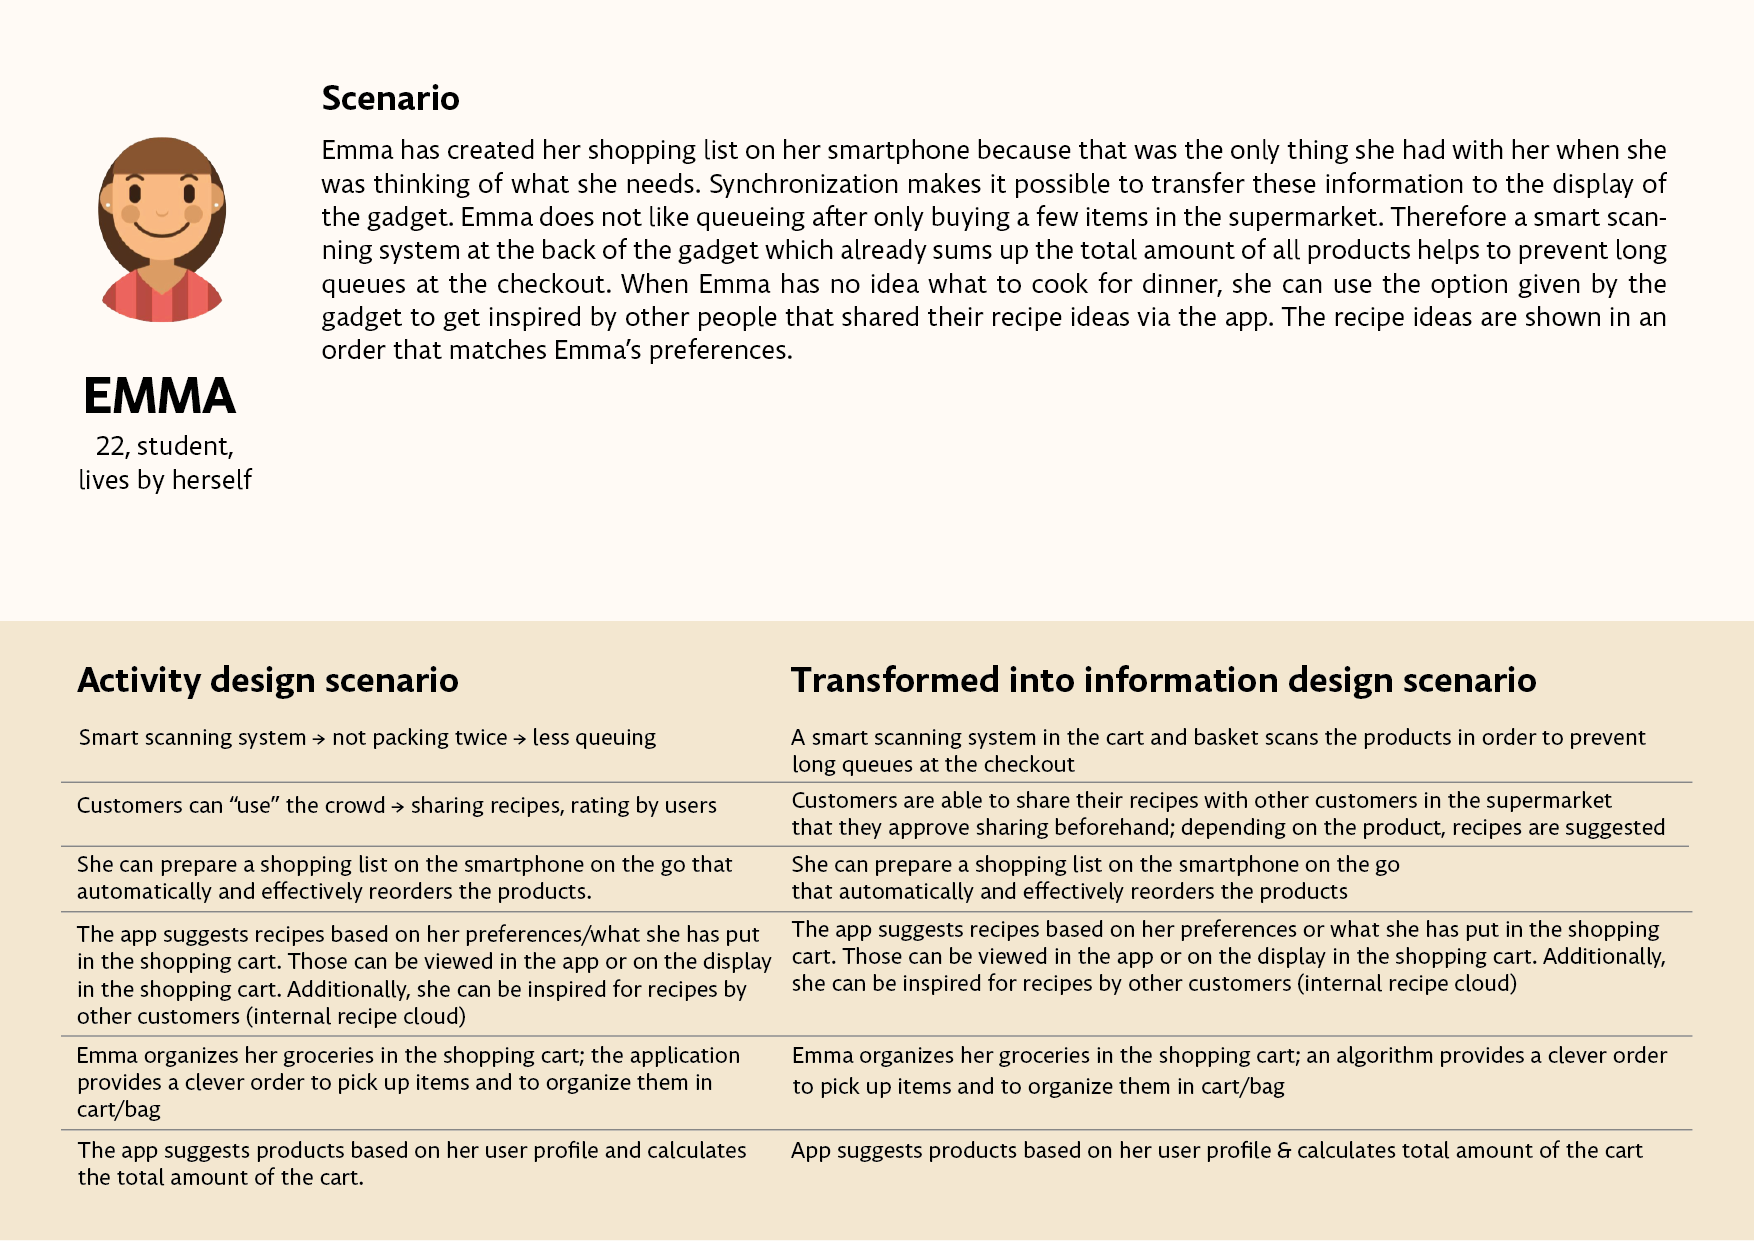 Scenario
Emma has created her shopping list on her smartphone because that was the only thing she had with her when she
was thinking of what she needs. Synchronization makes it possible to transfer these information to the display of
the gadget. Emma does not like queueing after only buying a few items in the supermarket. Therefore a smart scan-
ning system at the back of the gadget which already sums up the total amount of all products helps to prevent long
queues at the checkout. When Emma has no idea what to cook for dinner, she can use the option given by the
gadget to get inspired by other people that shared their recipe ideas via the app. The recipe ideas are shown in an
order that matches Emma’s preferences.
EMMA
22, student,
lives by herself
Activity design scenario
Transformed into information design scenario
Smart scanning system → not packing twice → less queuing
A smart scanning system in the cart and basket scans the products in order to prevent
long queues at the checkout
Customers can “use” the crowd → sharing recipes, rating by users
Customers are able to share their recipes with other customers in the supermarket
that they approve sharing beforehand; depending on the product, recipes are suggested
She can prepare a shopping list on the smartphone on the go that
automatically and effectively reorders the products.
She can prepare a shopping list on the smartphone on the go
that automatically and effectively reorders the products
The app suggests recipes based on her preferences/what she has put
in the shopping cart. Those can be viewed in the app or on the display
in the shopping cart. Additionally, she can be inspired for recipes by
other customers (internal recipe cloud)
The app suggests recipes based on her preferences or what she has put in the shopping
cart. Those can be viewed in the app or on the display in the shopping cart. Additionally,
she can be inspired for recipes by other customers (internal recipe cloud)
Emma organizes her groceries in the shopping cart; the application
provides a clever order to pick up items and to organize them in
cart/bag
Emma organizes her groceries in the shopping cart; an algorithm provides a clever order
to pick up items and to organize them in cart/bag
The app suggests products based on her user profile and calculates
the total amount of the cart.
App suggests products based on her user profile & calculates total amount of the cart